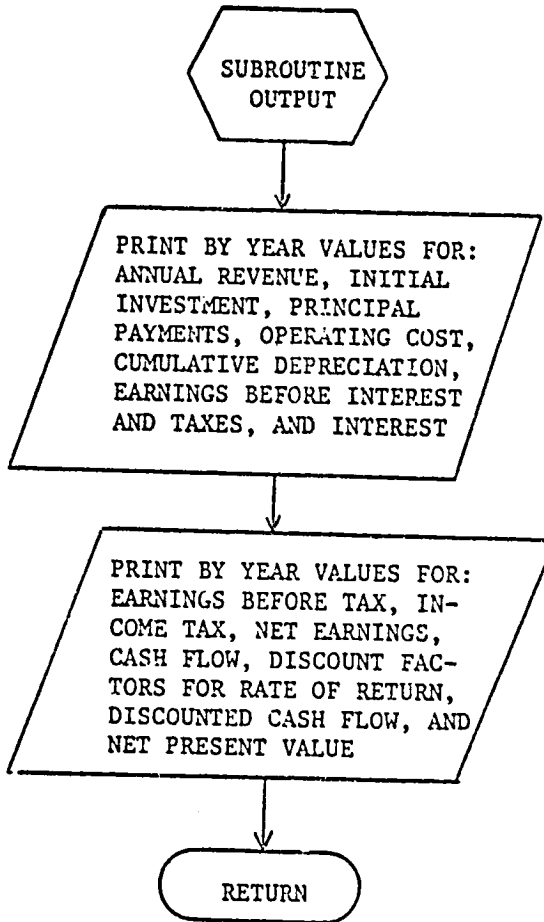 SUBROUTINE
OUTPUT
PRINT BY YEAR VALUES FOR:
ANNUAL REVENUE, INITIAL
INVESTMENT, PRINCIPAL
PAYMENTS, OPERATING COST,
CUMULATIVE DEPRECIATION,
EARNINGS BEFORE INTEREST
AND TAXES, AND INTEREST
PRINT BY YEAR VALUES FOR:
EARNINGS BEFORE TAX, IN-
COME TAX, NET EARNINGS,
CASH FLOW, DISCOUNT FAC-
TORS FOR RATE OF RETURN,
DISCOUNTED CASH FLOW, AND
NET PRESENT VALUE
RETURN